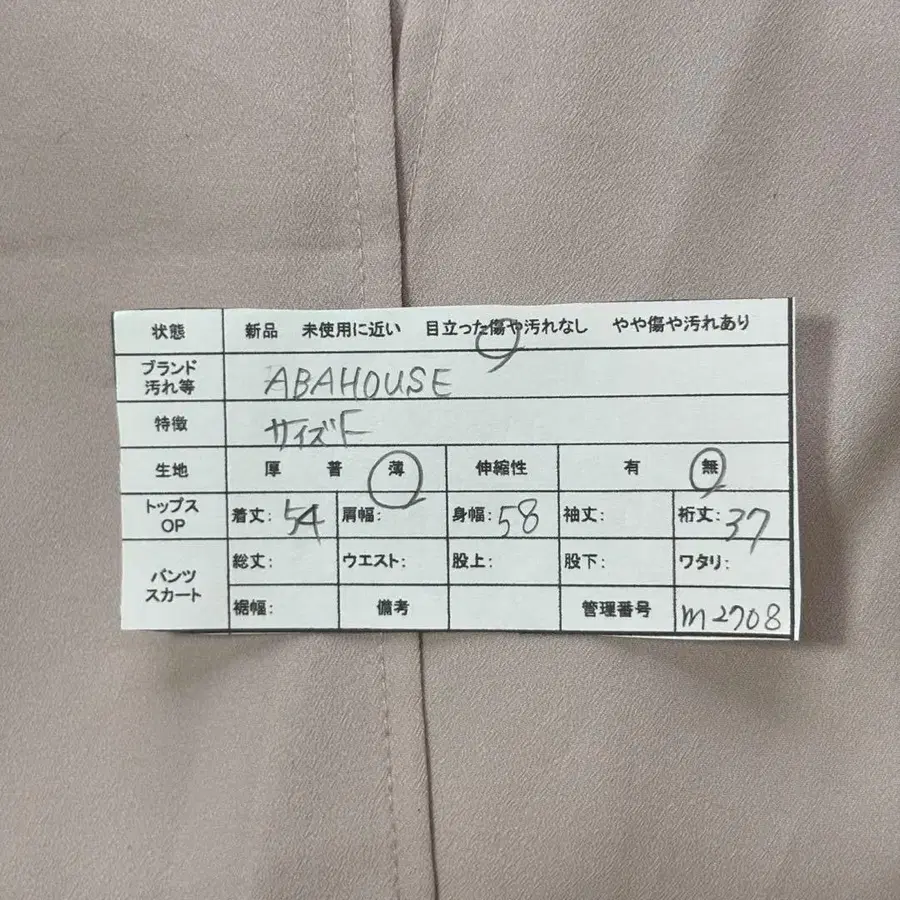 状態 新品 未使用に近い 目立った傷や汚れなし やや傷や汚れあり
ブランド 汚れ等 ABAHOUSE
特徴 サイズF
生地 厚 普 薄 伸縮性 有 無
トップス OP 着丈: 54 肩幅: 身幅: 58 袖丈: 裄丈: 37
パンツ スカート 総丈: ウエスト: 股上: 股下: ワタリ:
裾幅: 備考 管理番号 m2708